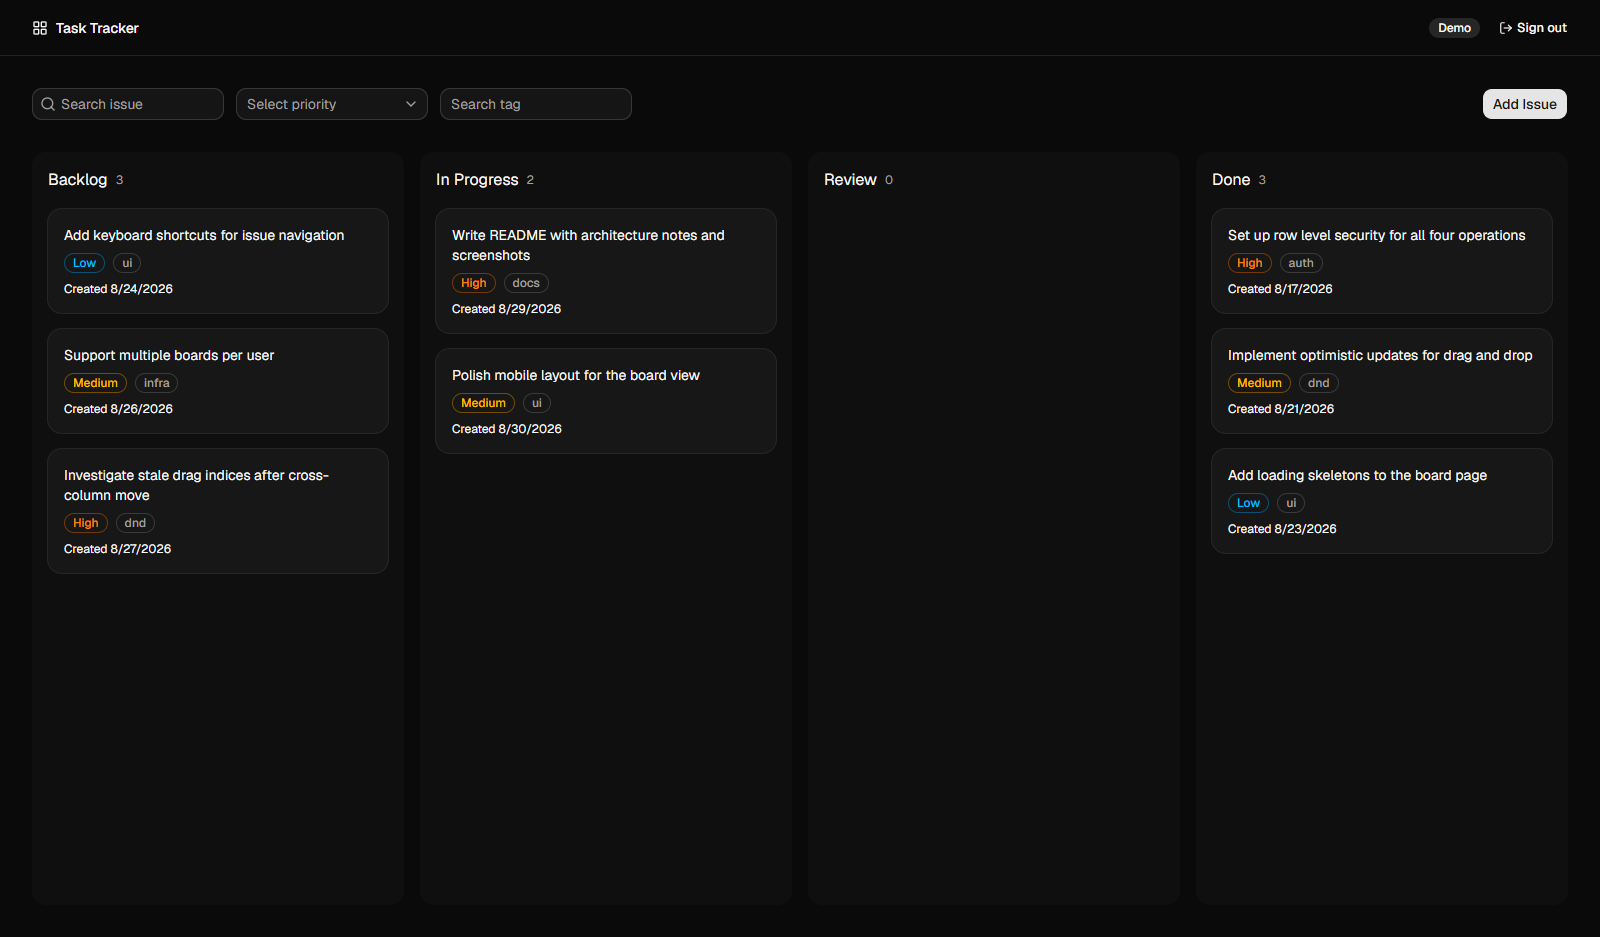 Task Tracker
Demo
Sign out
Search issue
Select priority
Search tag
Add Issue
Backlog 3
Add keyboard shortcuts for issue navigation
Low ui
Created 8/24/2026
Support multiple boards per user
Medium infra
Created 8/26/2026
Investigate stale drag indices after cross-
column move
High dnd
Created 8/27/2026
In Progress 2
Write README with architecture notes and
screenshots
High docs
Created 8/29/2026
Polish mobile layout for the board view
Medium ui
Created 8/30/2026
Review 0
Done 3
Set up row level security for all four operations
High auth
Created 8/17/2026
Implement optimistic updates for drag and drop
Medium dnd
Created 8/21/2026
Add loading skeletons to the board page
Low ui
Created 8/23/2026